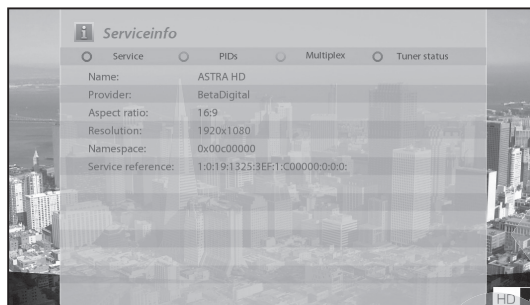 i Serviceinfo
Service PIDs Multiplex Tuner status
Name: ASTRA HD
Provider: BetaDigital
Aspect ratio: 16:9
Resolution: 1920x1080
Namespace: 0x00c00000
Service reference: 1:0:19:1325:3EF:1:C00000:0:0:0:
HD